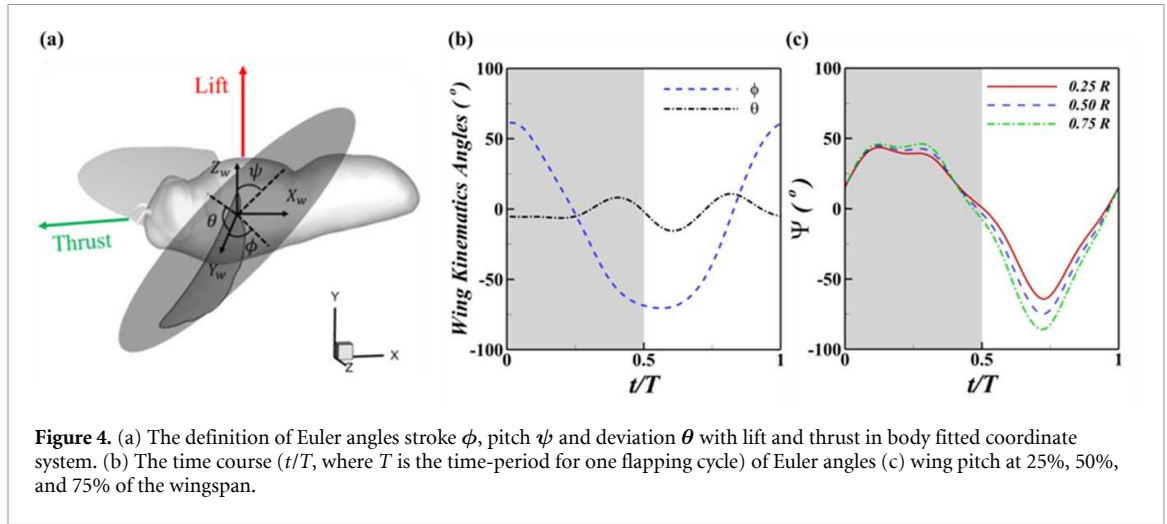 (a)
Lift
Thrust
Z_w
ψ
X_w
θ
ϕ
Y_w
Y
X
Z
(b)
Wing Kinematics Angles (°)
100
50
0
-50
-100
ϕ
θ
0
0.5
1
t/T
(c)
Ψ (°)
100
50
0
-50
-100
0.25 R
0.50 R
0.75 R
0
0.5
1
t/T
Figure 4. (a) The definition of Euler angles stroke ϕ, pitch ψ and deviation θ with lift and thrust in body fitted coordinate
system. (b) The time course (t/T, where T is the time-period for one flapping cycle) of Euler angles (c) wing pitch at 25%, 50%,
and 75% of the wingspan.